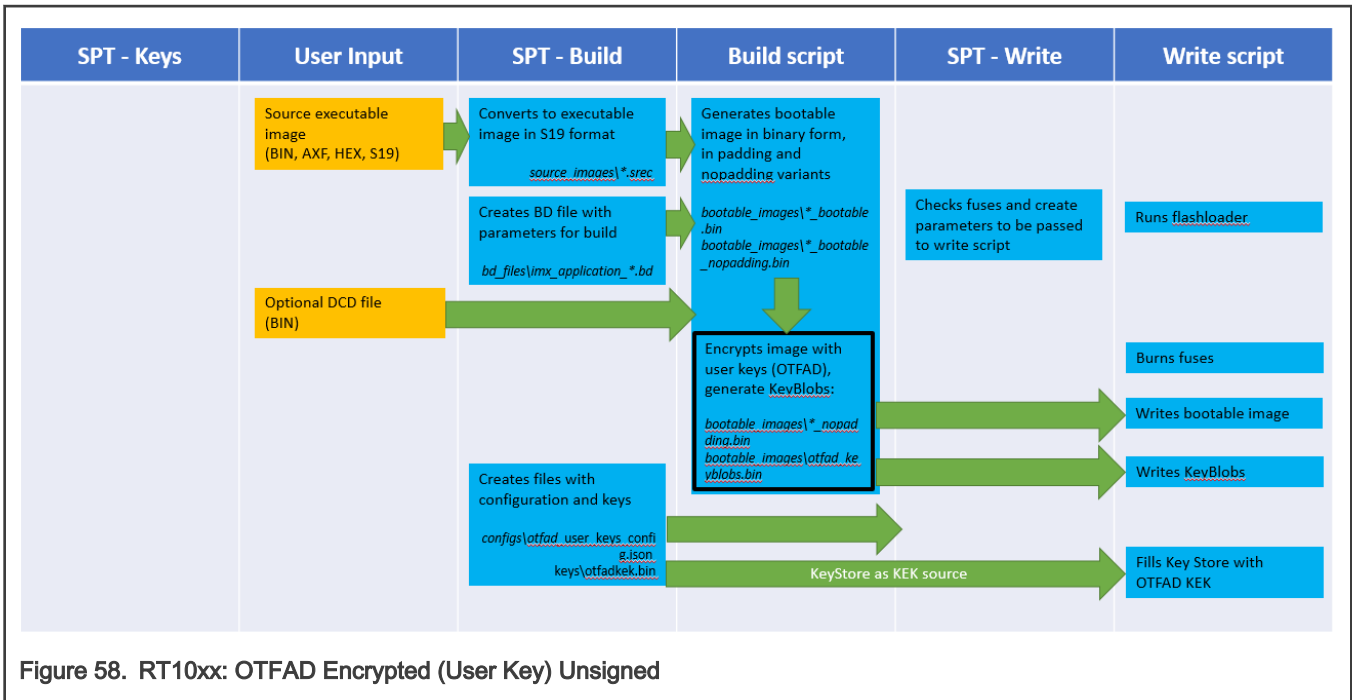 SPT - Keys
User Input
SPT - Build
Build script
SPT - Write
Write script
Source executable
image
(BIN, AXF, HEX, S19)
Converts to executable
image in S19 format
source_images\*.srec
Generates bootable
image in binary form,
in padding and
nopadding variants
bootable_images\*_bootable
.bin
bootable_images\*_bootable
_nopadding.bin
Creates BD file with
parameters for build
bd_files\imx_application_*.bd
Checks fuses and create
parameters to be passed
to write script
Runs flashloader
Optional DCD file
(BIN)
Encrypts image with
user keys (OTFAD),
generate KeyBlobs:
bootable_images\*_nopad
ding.bin
bootable_images\otfad_ke
yblobs.bin
Burns fuses
Writes bootable image
Writes KeyBlobs
Creates files with
configuration and keys
configs\otfad_user_keys_confi
g.json
keys\otfadkek.bin
KeyStore as KEK source
Fills Key Store with
OTFAD KEK
Figure 58. RT10xx: OTFAD Encrypted (User Key) Unsigned